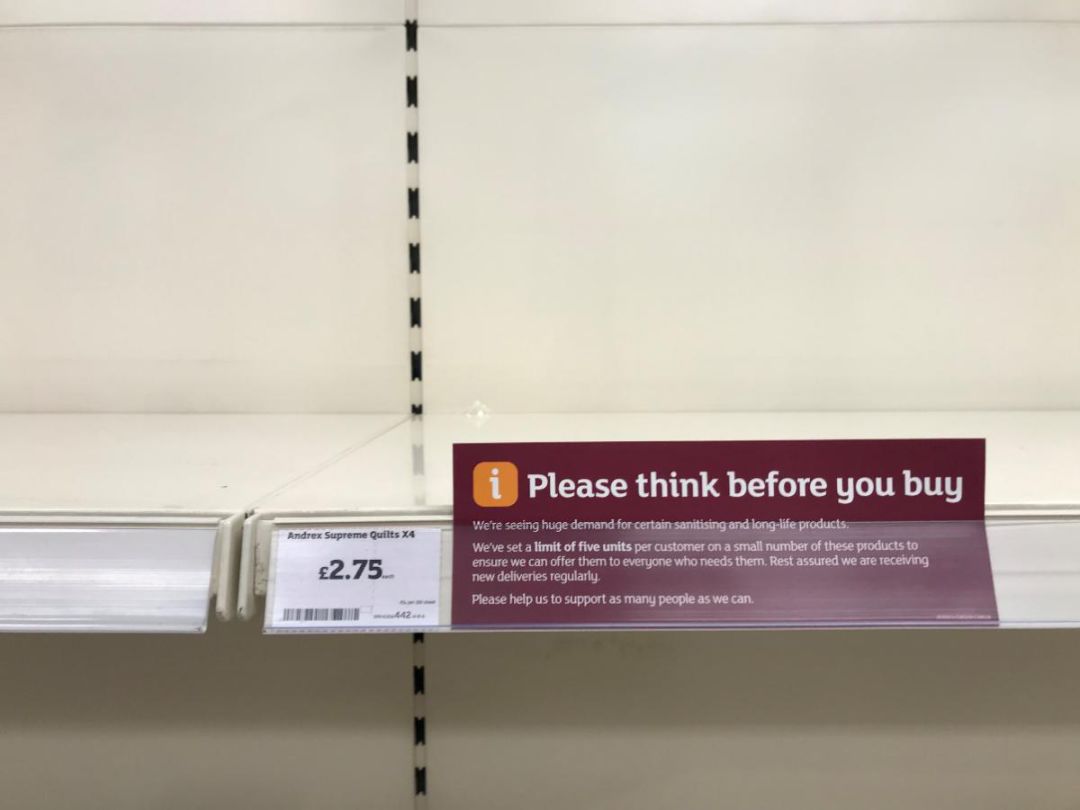 Andrex Supreme Quilts X4
£2.75
442
i Please think before you buy
We're seeing huge demand for certain sanitising and long-life products.
We've set a limit of five units per customer on a small number of these products to
ensure we can offer them to everyone who needs them. Rest assured we are receiving
new deliveries regularly.
Please help us to support as many people as we can.